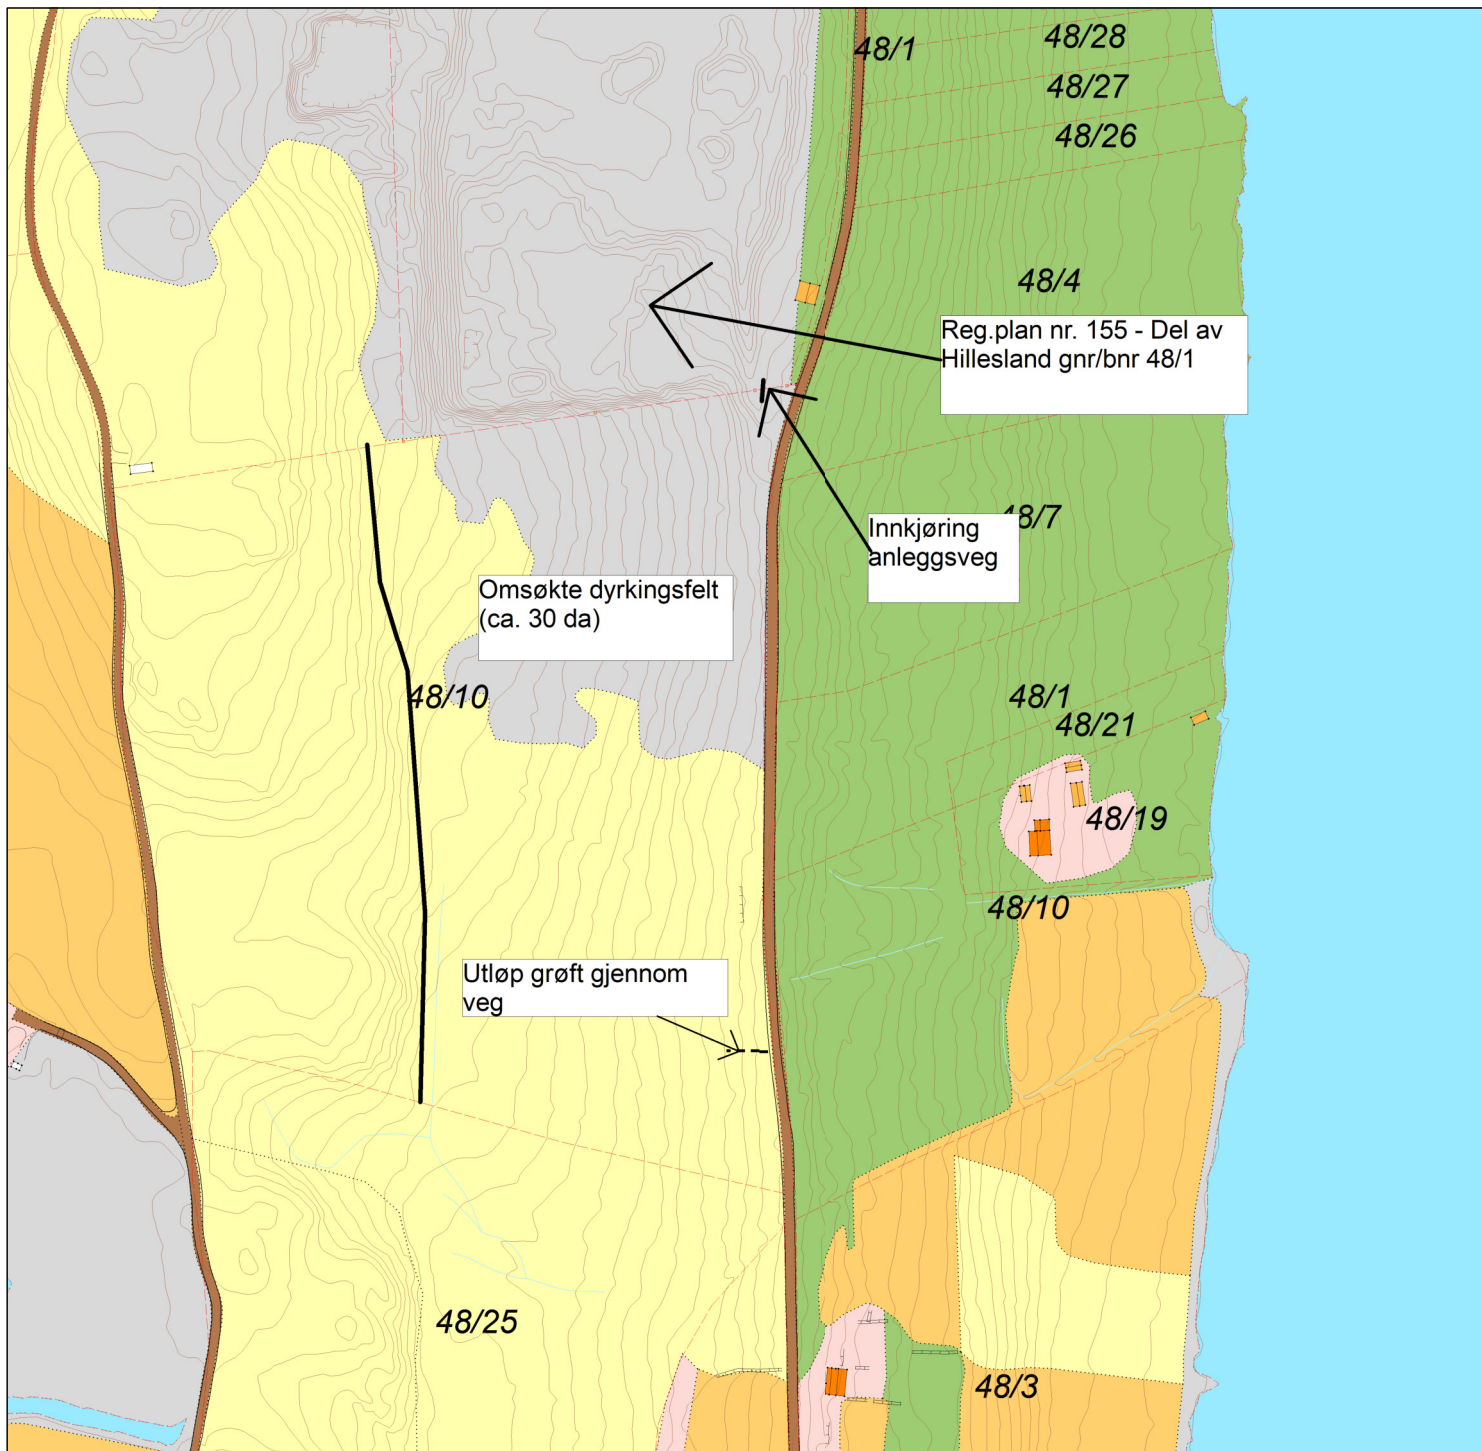 48/1
48/28
48/27
48/26
48/4
Reg.plan nr. 155 - Del av
Hillesland gnr/bnr 48/1
48/7
Innkjøring
anleggsveg
Omsøkte dyrkingsfelt
(ca. 30 da)
48/10
48/1
48/21
48/19
48/10
Utløp grøft gjennom
veg
48/25
48/3